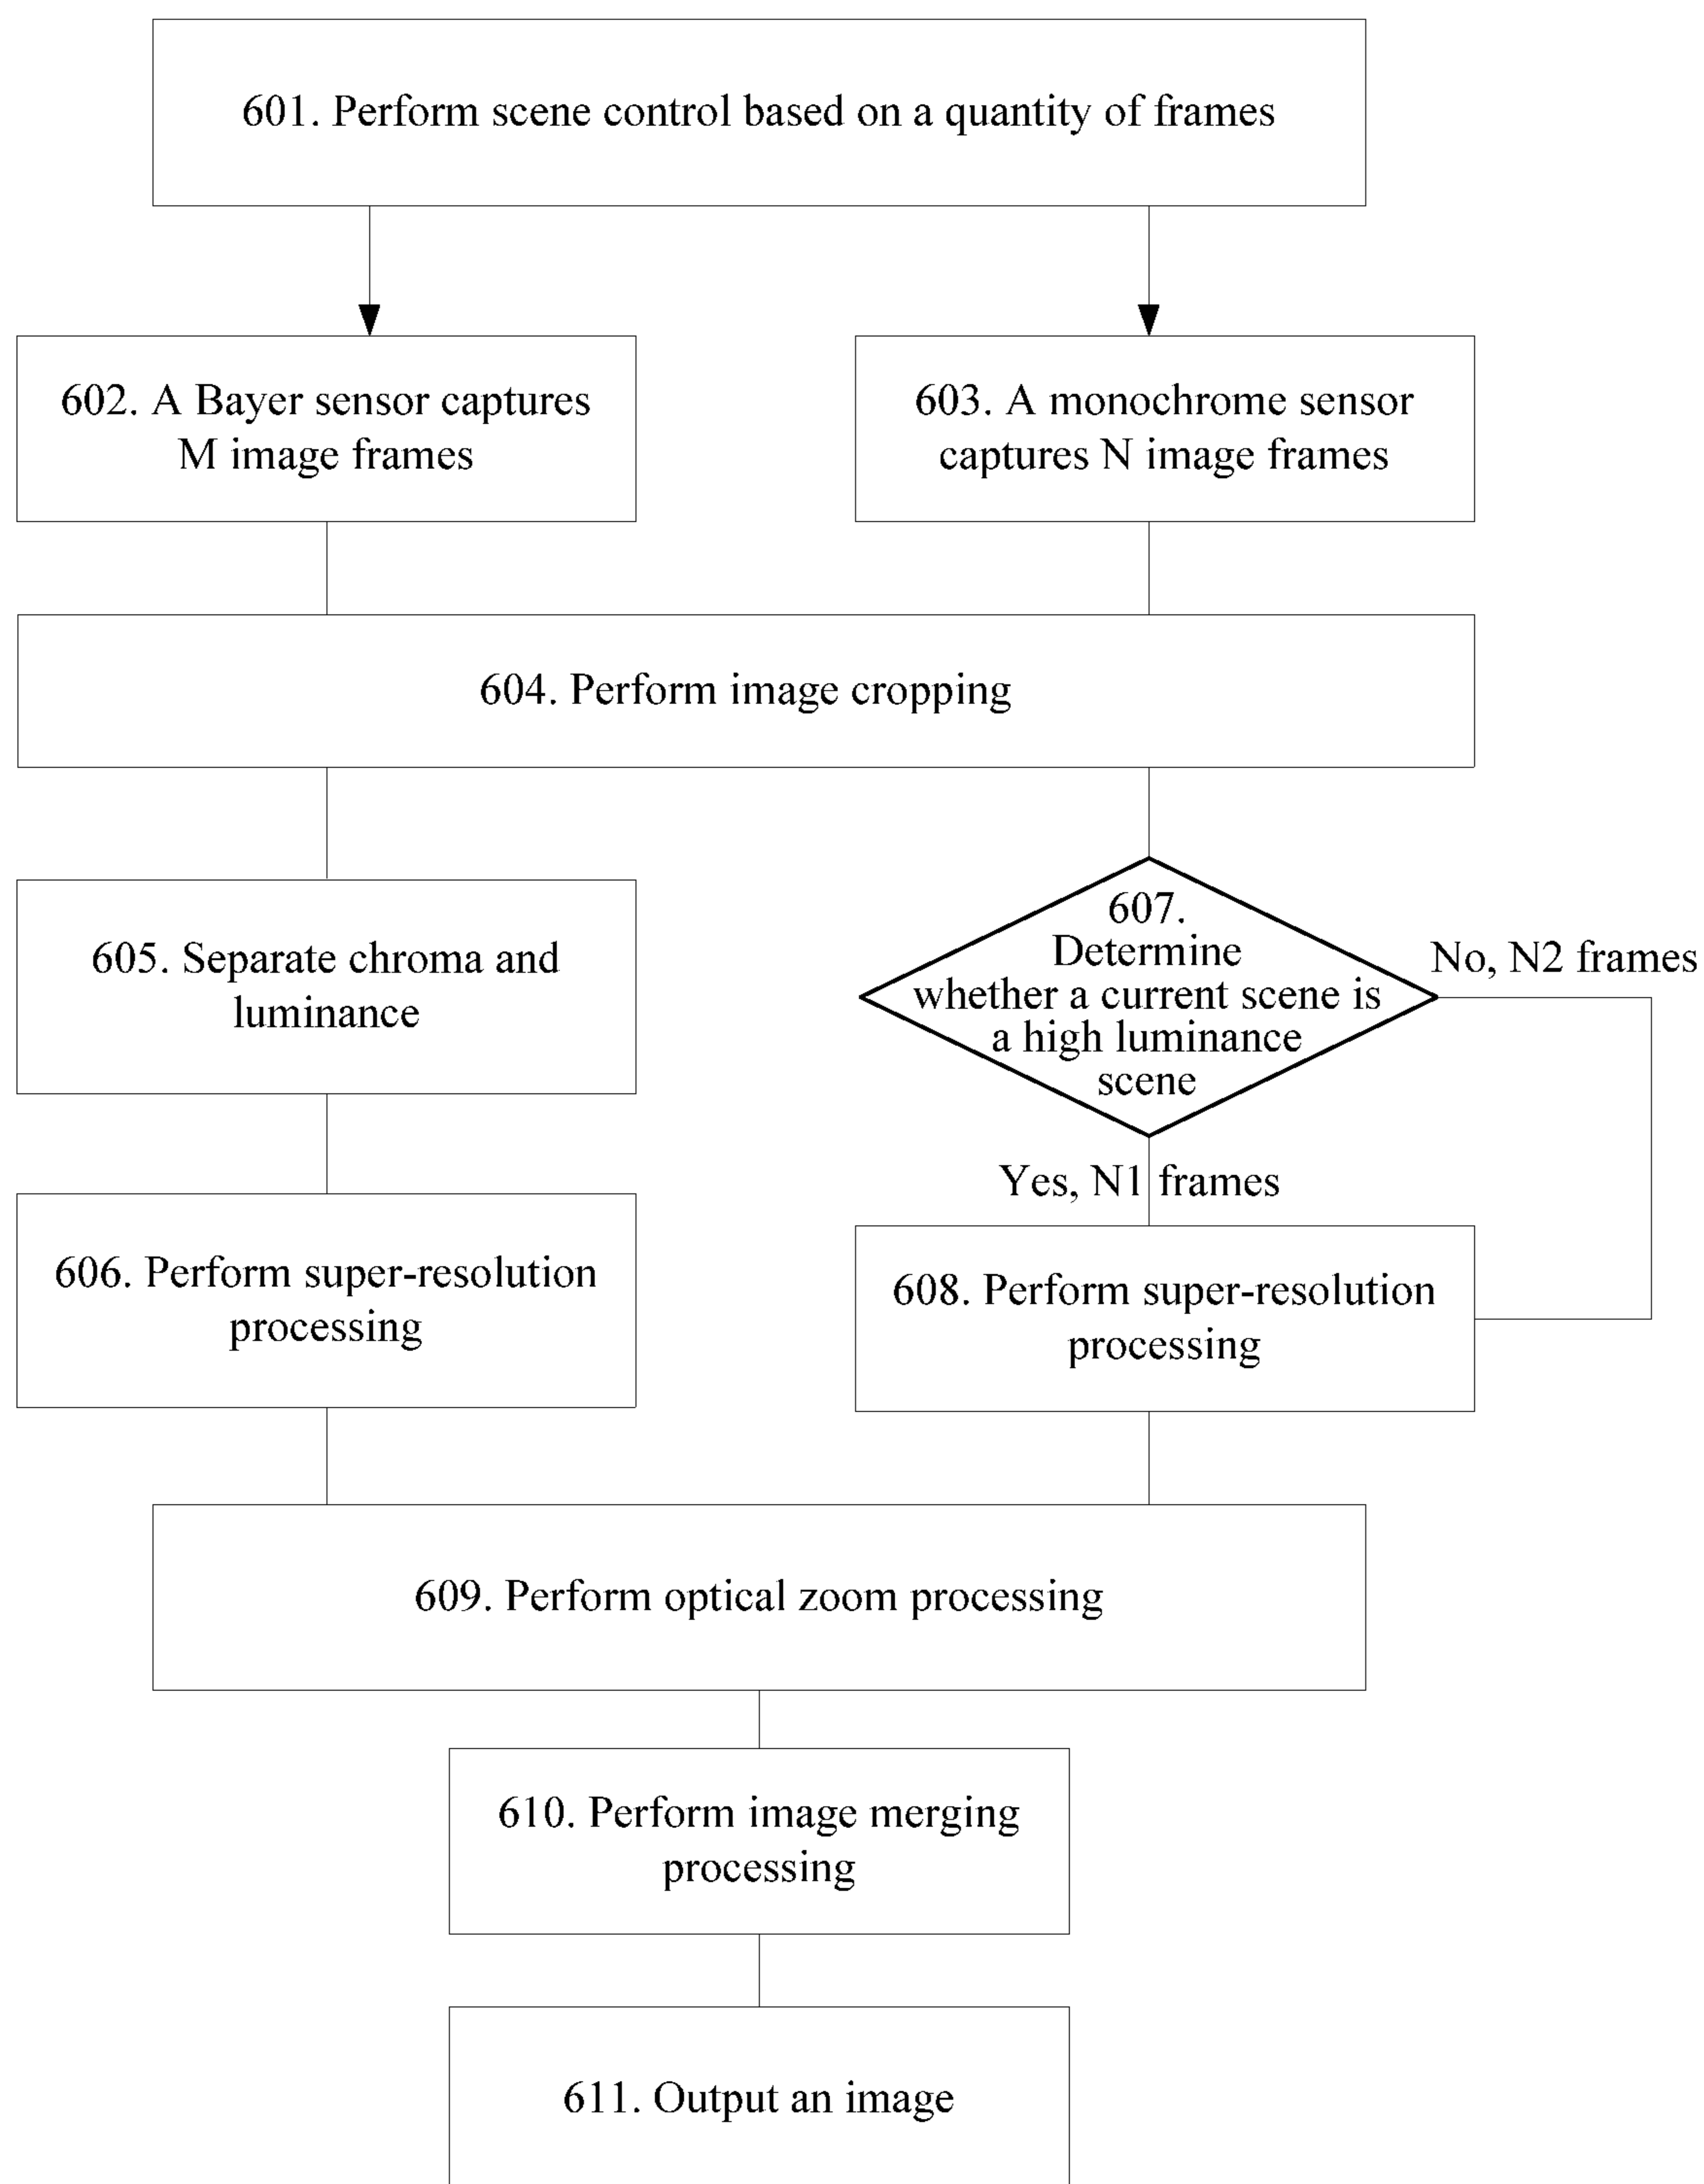 601. Perform scene control based on a quantity of frames
602. A Bayer sensor captures
M image frames
603. A monochrome sensor
captures N image frames
604. Perform image cropping
605. Separate chroma and
luminance
607.
Determine
whether a current scene is
a high luminance
scene
No, N2 frames
Yes, N1 frames
606. Perform super-resolution
processing
608. Perform super-resolution
processing
609. Perform optical zoom processing
610. Perform image merging
processing
611. Output an image